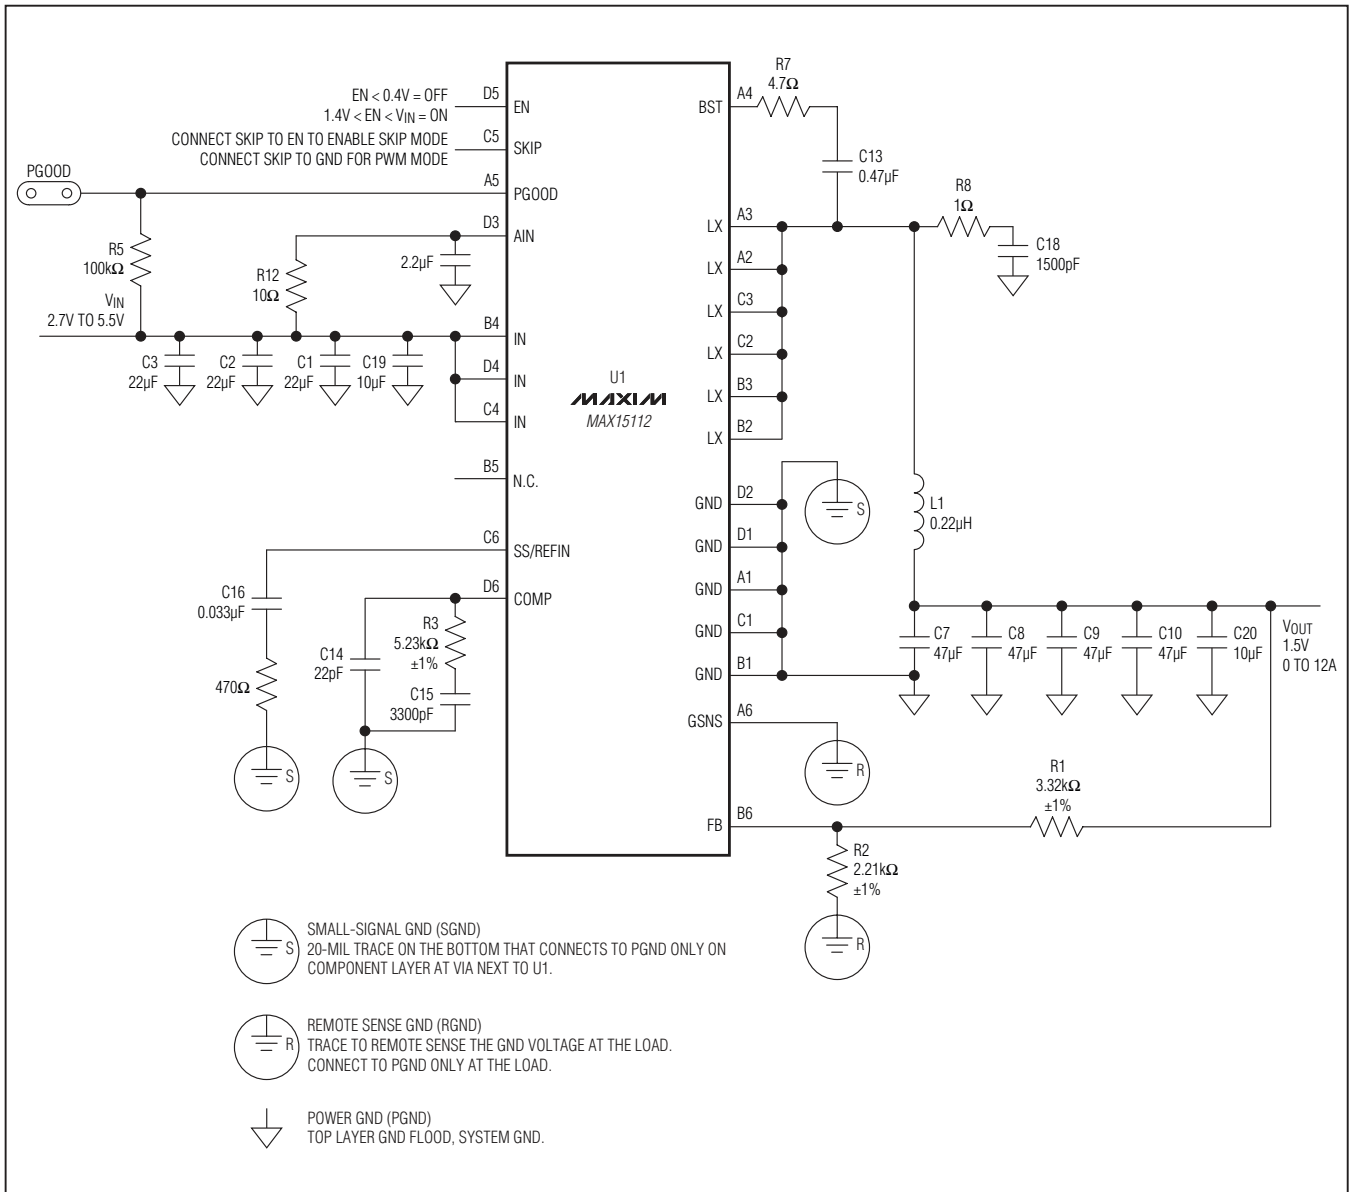 EN < 0.4V = OFF
1.4V < EN < VIN = ON
D5
EN
CONNECT SKIP TO EN TO ENABLE SKIP MODE
CONNECT SKIP TO GND FOR PWM MODE
C5
SKIP
PGOOD
A5
PGOOD
D3
AIN
R5
100kΩ
R12
10Ω
2.2µF
VIN
2.7V TO 5.5V
B4
IN
D4
IN
C4
IN
C3
22µF
C2
22µF
C1
22µF
C19
10µF
B5
N.C.
C6
SS/REFIN
D6
COMP
C16
0.033µF
470Ω
C14
22pF
R3
5.23kΩ
±1%
C15
3300pF
S
S
U1
MAXIM
MAX15112
BST
A4
R7
4.7Ω
C13
0.47µF
R8
1Ω
C18
1500pF
LX
A3
LX
A2
LX
C3
LX
C2
LX
B3
LX
B2
GND
D2
S
GND
D1
GND
A1
GND
C1
GND
B1
L1
0.22µH
C7
47µF
C8
47µF
C9
47µF
C10
47µF
C20
10µF
VOUT
1.5V
0 TO 12A
GSNS
A6
R
FB
B6
R1
3.32kΩ
±1%
R2
2.21kΩ
±1%
R
S
SMALL-SIGNAL GND (SGND)
20-MIL TRACE ON THE BOTTOM THAT CONNECTS TO PGND ONLY ON
COMPONENT LAYER AT VIA NEXT TO U1.
R
REMOTE SENSE GND (RGND)
TRACE TO REMOTE SENSE THE GND VOLTAGE AT THE LOAD.
CONNECT TO PGND ONLY AT THE LOAD.
POWER GND (PGND)
TOP LAYER GND FLOOD, SYSTEM GND.